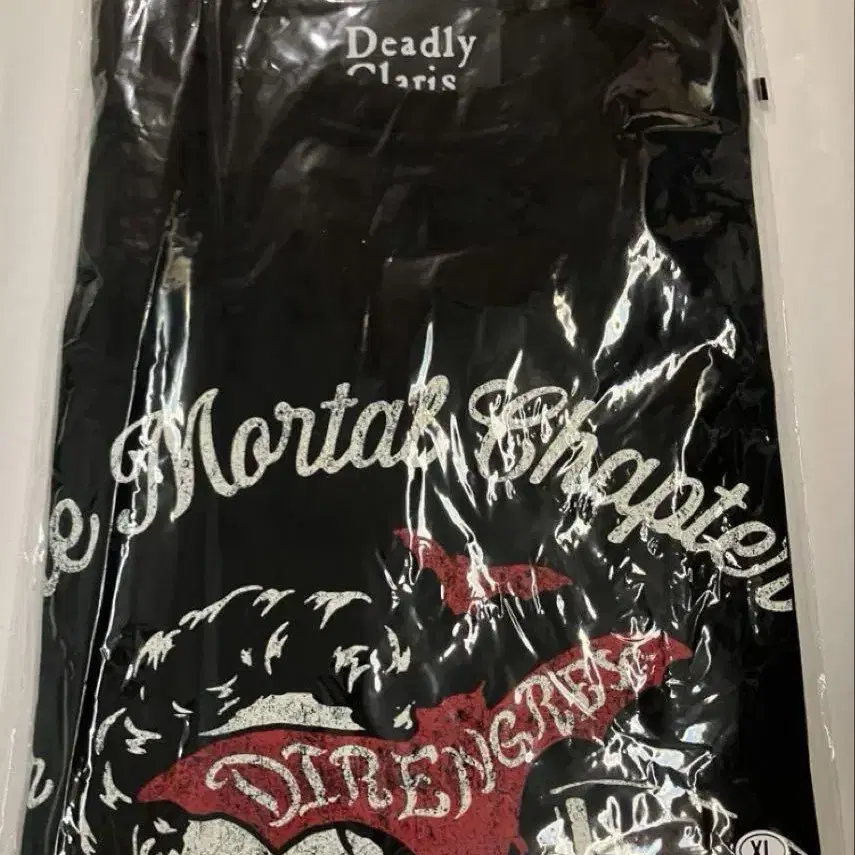 Deadly
Claris
e Mortal Chapter
DIRENGREY
XL